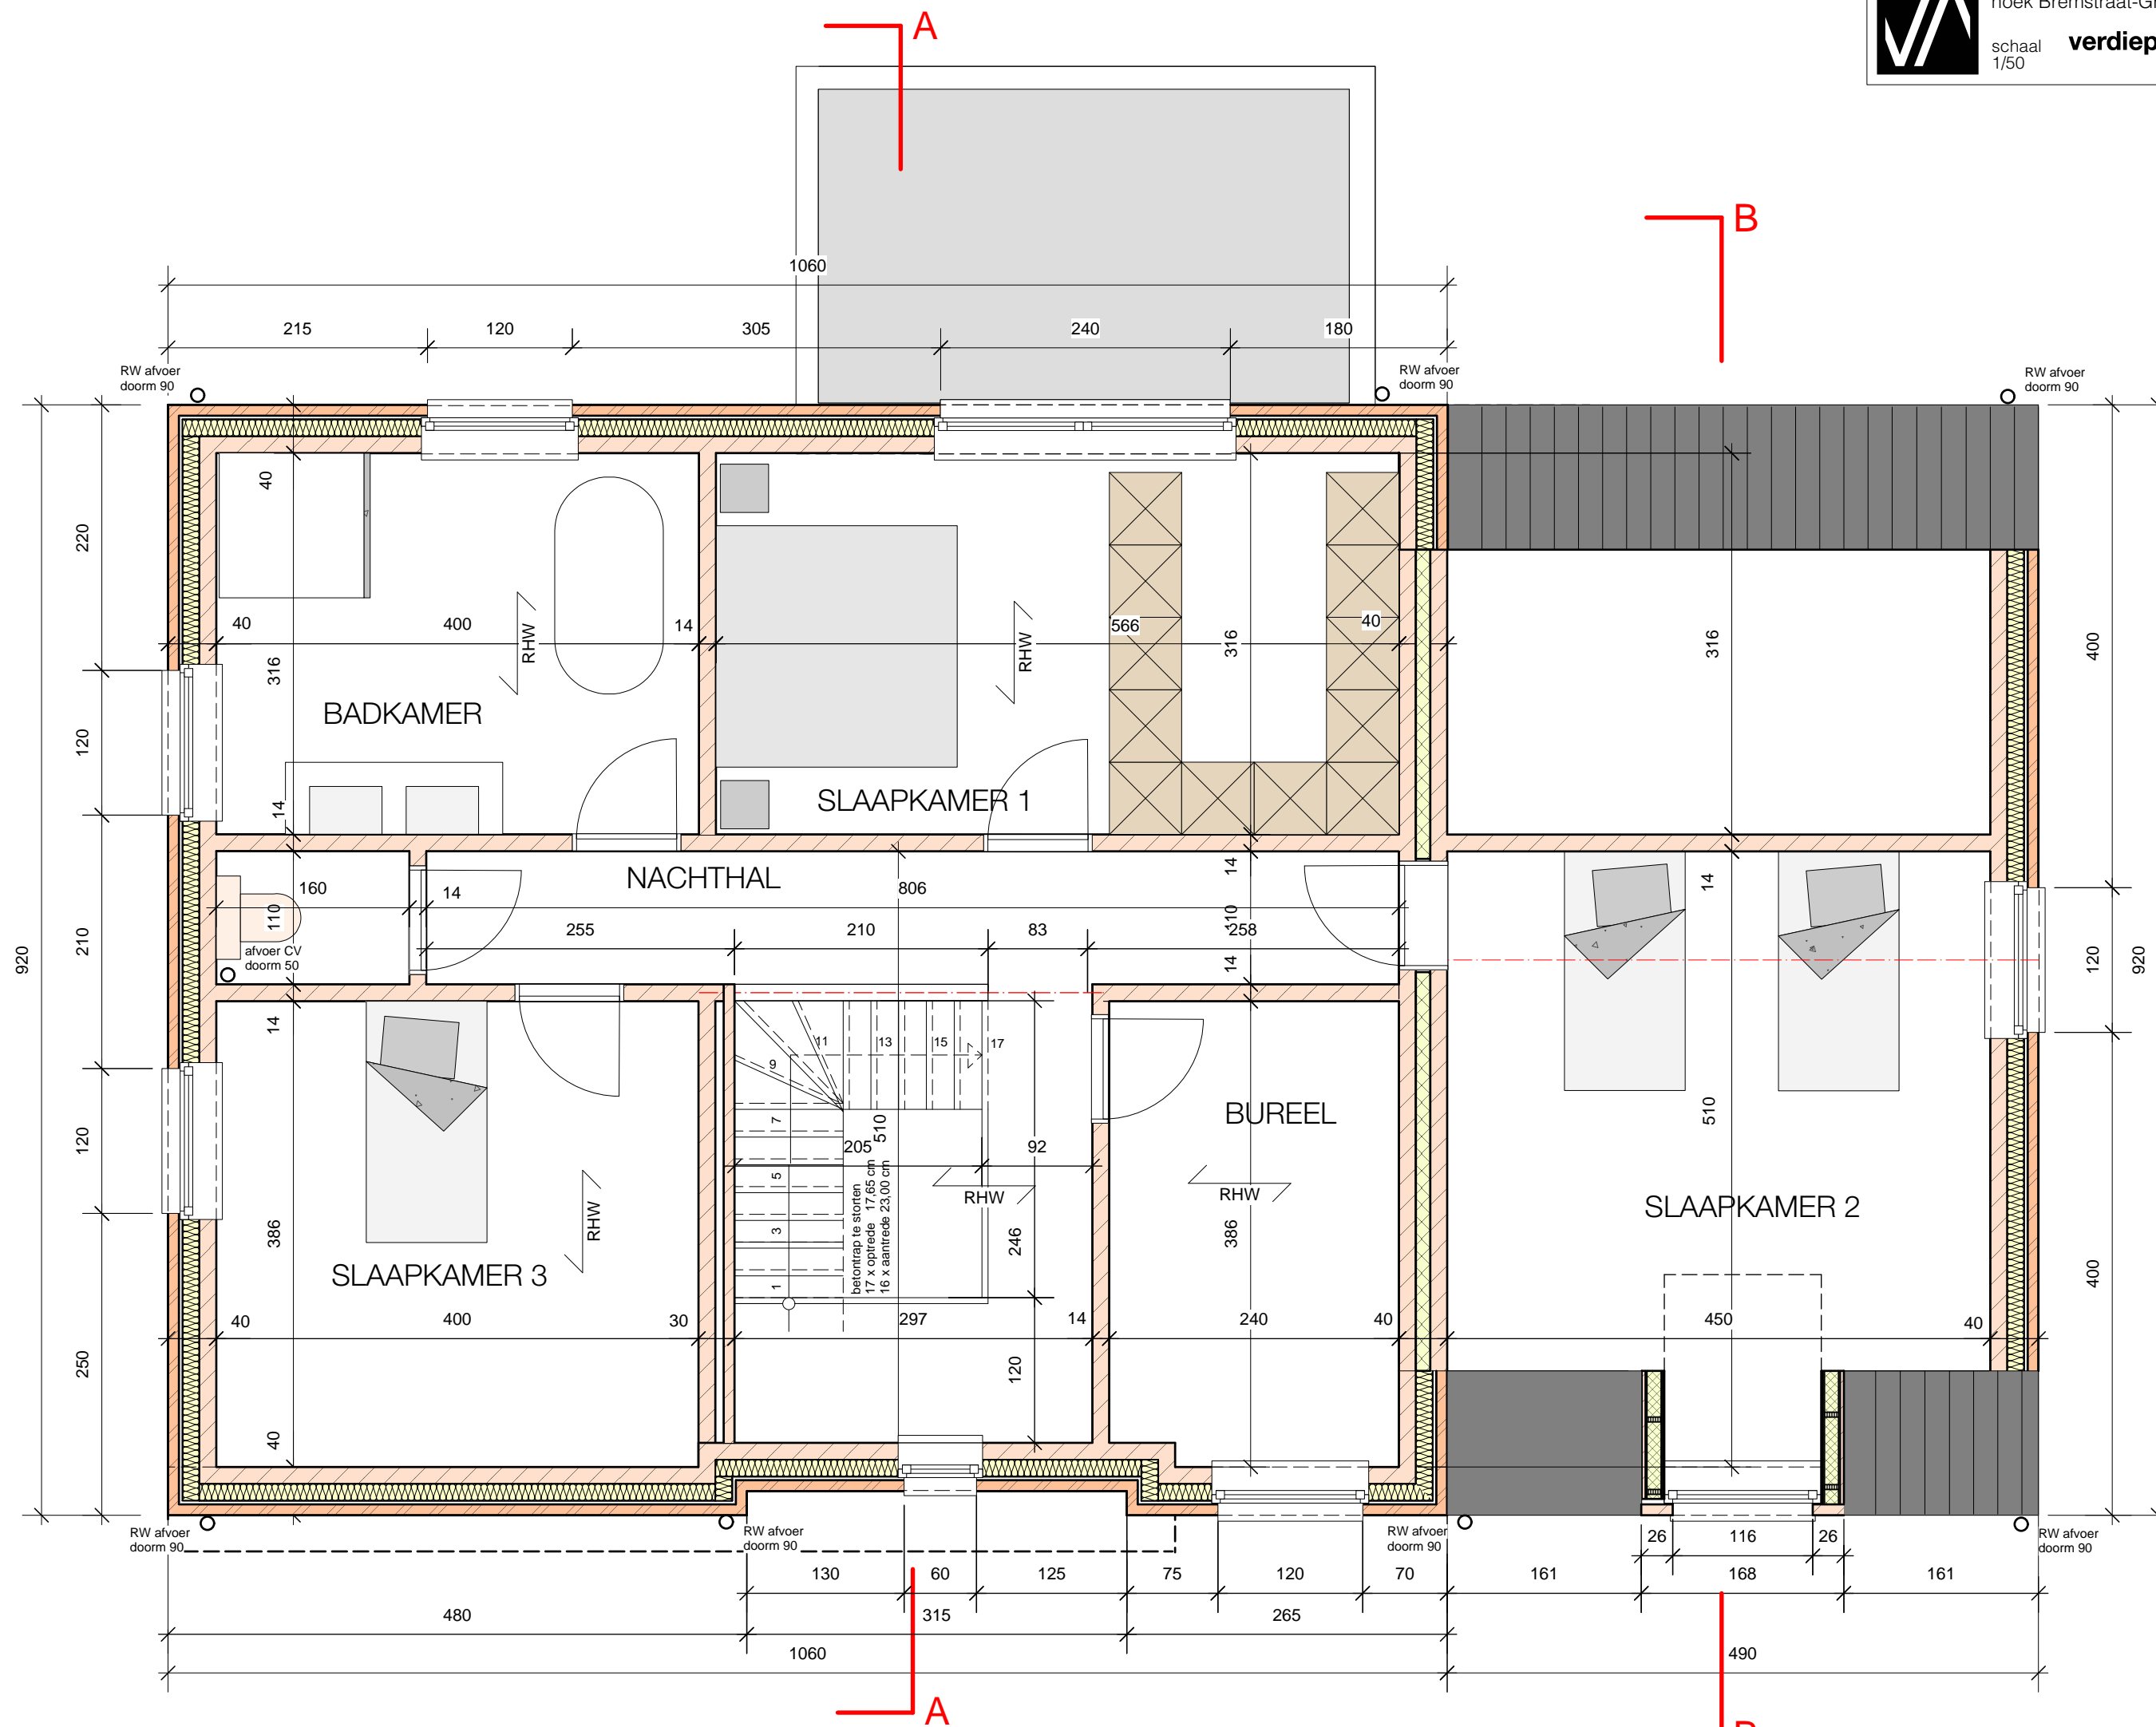 A
hoek Bremstraat-Gr
schaal
1/50
verdiep
B
1060
215 120 305 240 180
RW afvoer
doorm 90
RW afvoer
doorm 90
RW afvoer
doorm 90
40
220
40 400 14 566 40
RHW
RHW
316
316
316
400
BADKAMER
120
SLAAPKAMER 1
14
NACHTHAL
160 14 806
14
14
110
110
255 210 83 258
afvoer CV
doorm 50
210
920
14
14
120
920
11 13 15 17
9
7
5
3
1
510
205 92
BUREEL
510
120
RHW
RHW
RHW
betontrap te storten
17 x optrede 17,65 cm
16 x aantrede 23,00 cm
SLAAPKAMER 2
386
246
386
SLAAPKAMER 3
400
40 400 30 297 14 240 40 450 40
250
120
40
RW afvoer
doorm 90
RW afvoer
doorm 90
RW afvoer
doorm 90
RW afvoer
doorm 90
26 116 26
130 60 125 75 120 70 161 168 161
480 315 265
1060 490
A